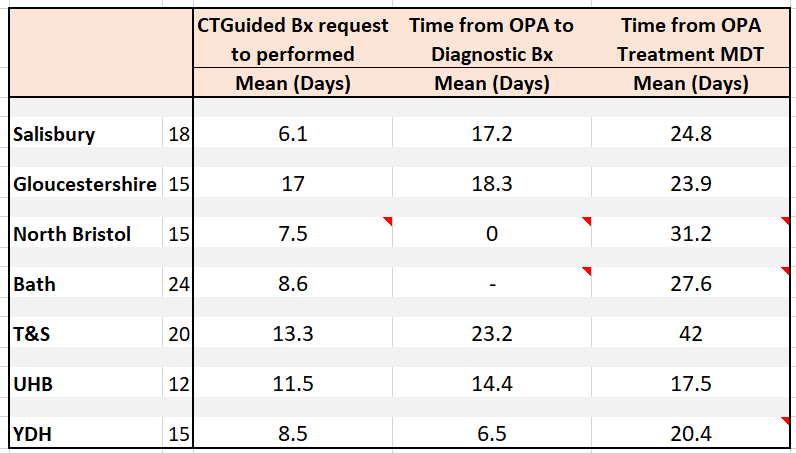 CTGuided Bx request Time from OPA to Time from OPA
to performed Diagnostic Bx Treatment MDT
Mean (Days) Mean (Days) Mean (Days)
Salisbury 18 6.1 17.2 24.8
Gloucestershire 15 17 18.3 23.9
North Bristol 15 7.5 0 31.2
Bath 24 8.6 - 27.6
T&S 20 13.3 23.2 42
UHB 12 11.5 14.4 17.5
YDH 15 8.5 6.5 20.4